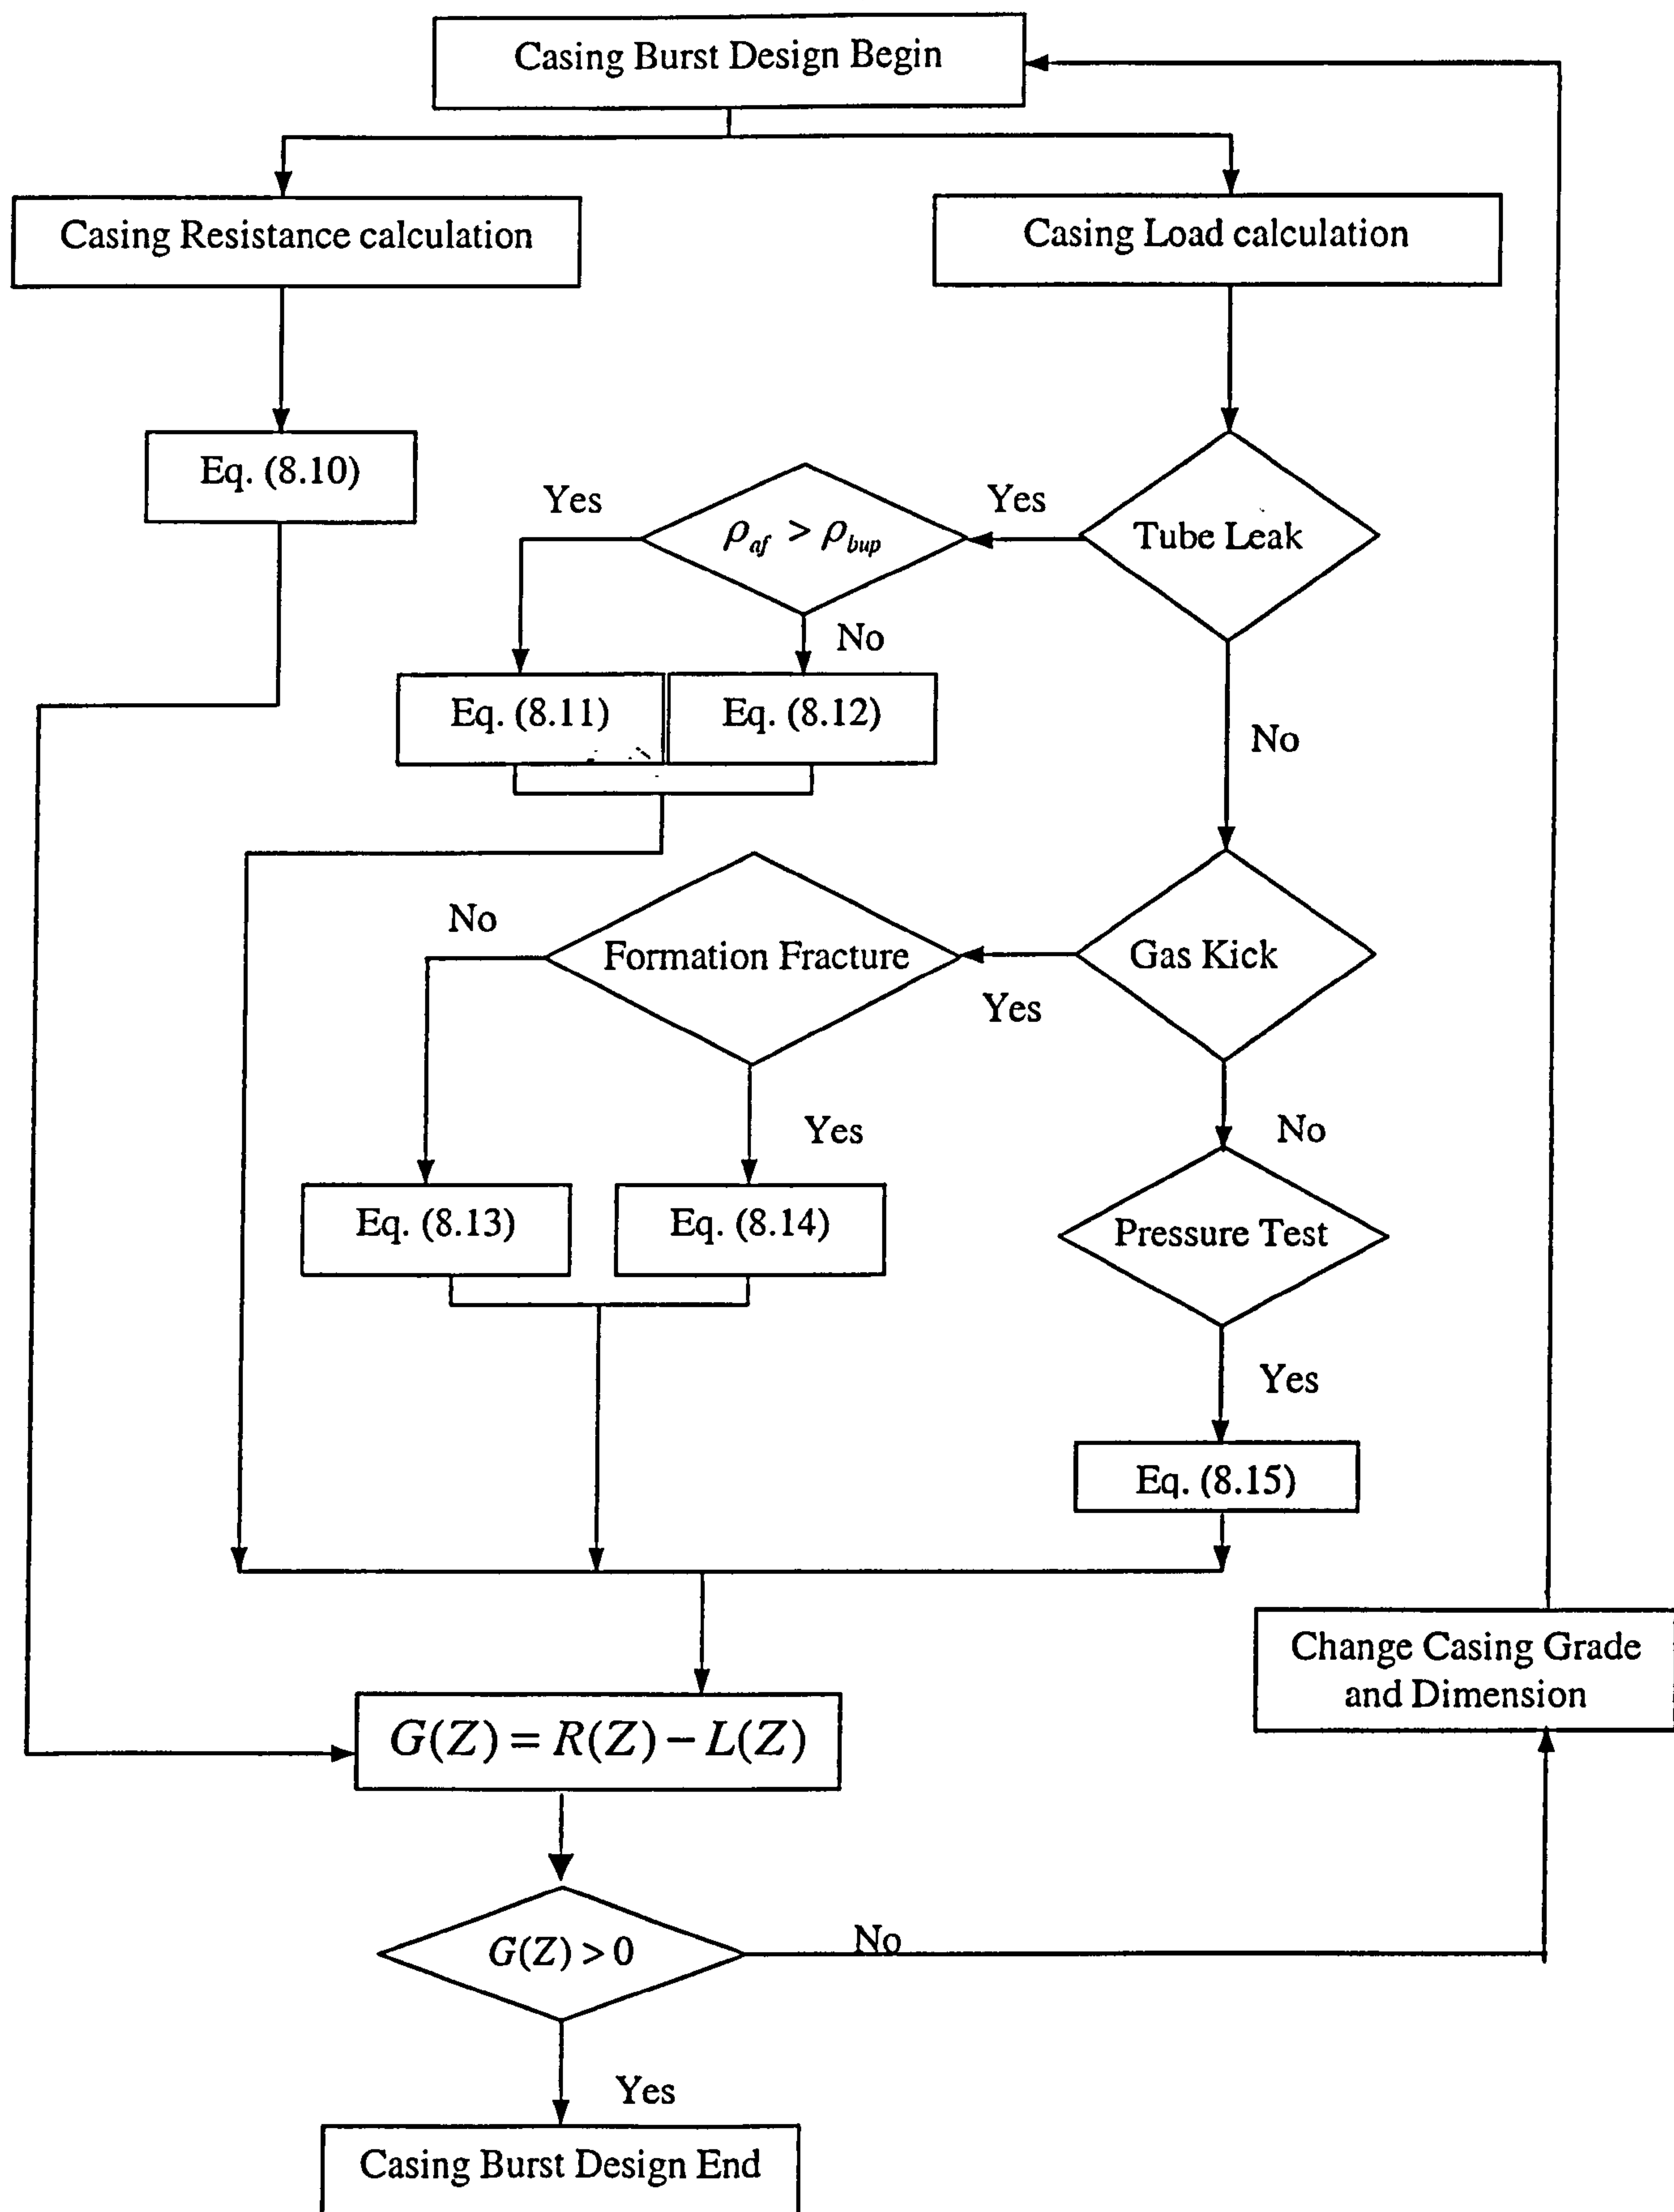 Casing Burst Design Begin
Casing Resistance calculation
Casing Load calculation
Eq. (8.10)
Yes
ρaf > ρbup
Yes
Tube Leak
No
Eq. (8.11)
Eq. (8.12)
No
No
Formation Fracture
Gas Kick
Yes
Yes
No
Eq. (8.13)
Eq. (8.14)
Pressure Test
Yes
Eq. (8.15)
Change Casing Grade
and Dimension
G(Z) = R(Z) – L(Z)
G(Z) > 0
No
Yes
Casing Burst Design End